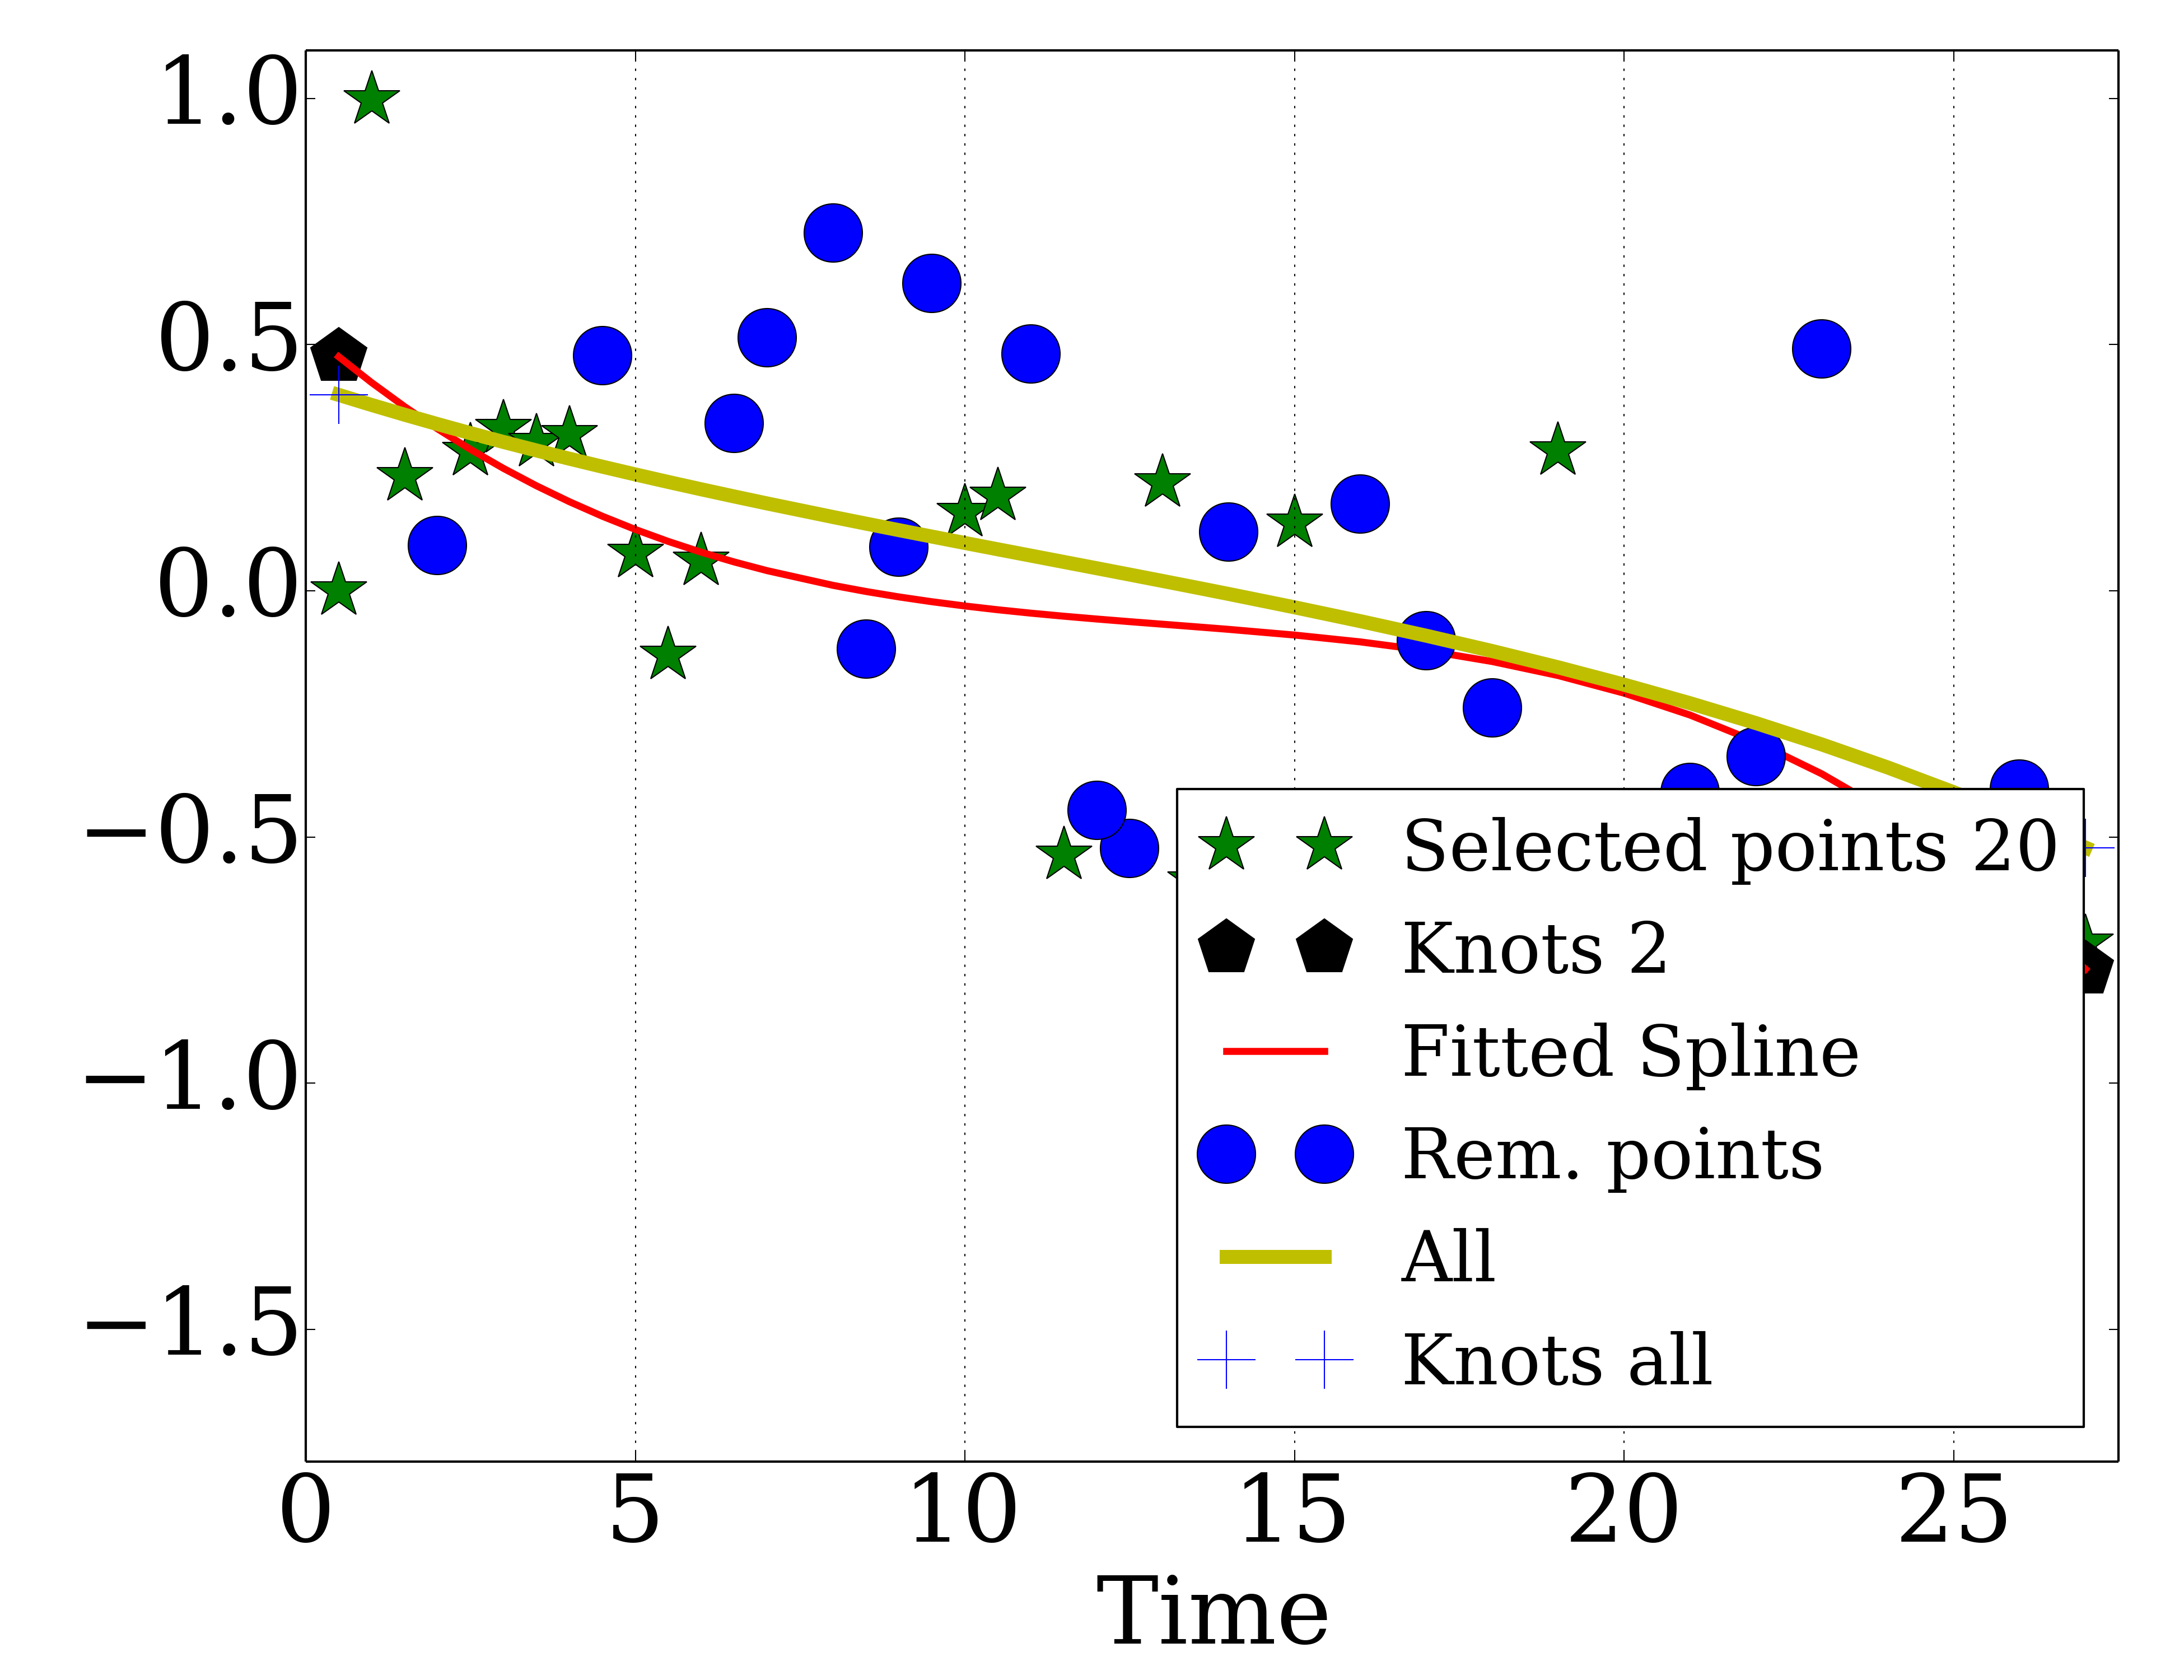 1.0
0.5
0.0
−0.5
−1.0
−1.5
0 5 10 15 20 25
Time
Selected points 20
Knots 2
Fitted Spline
Rem. points
All
Knots all